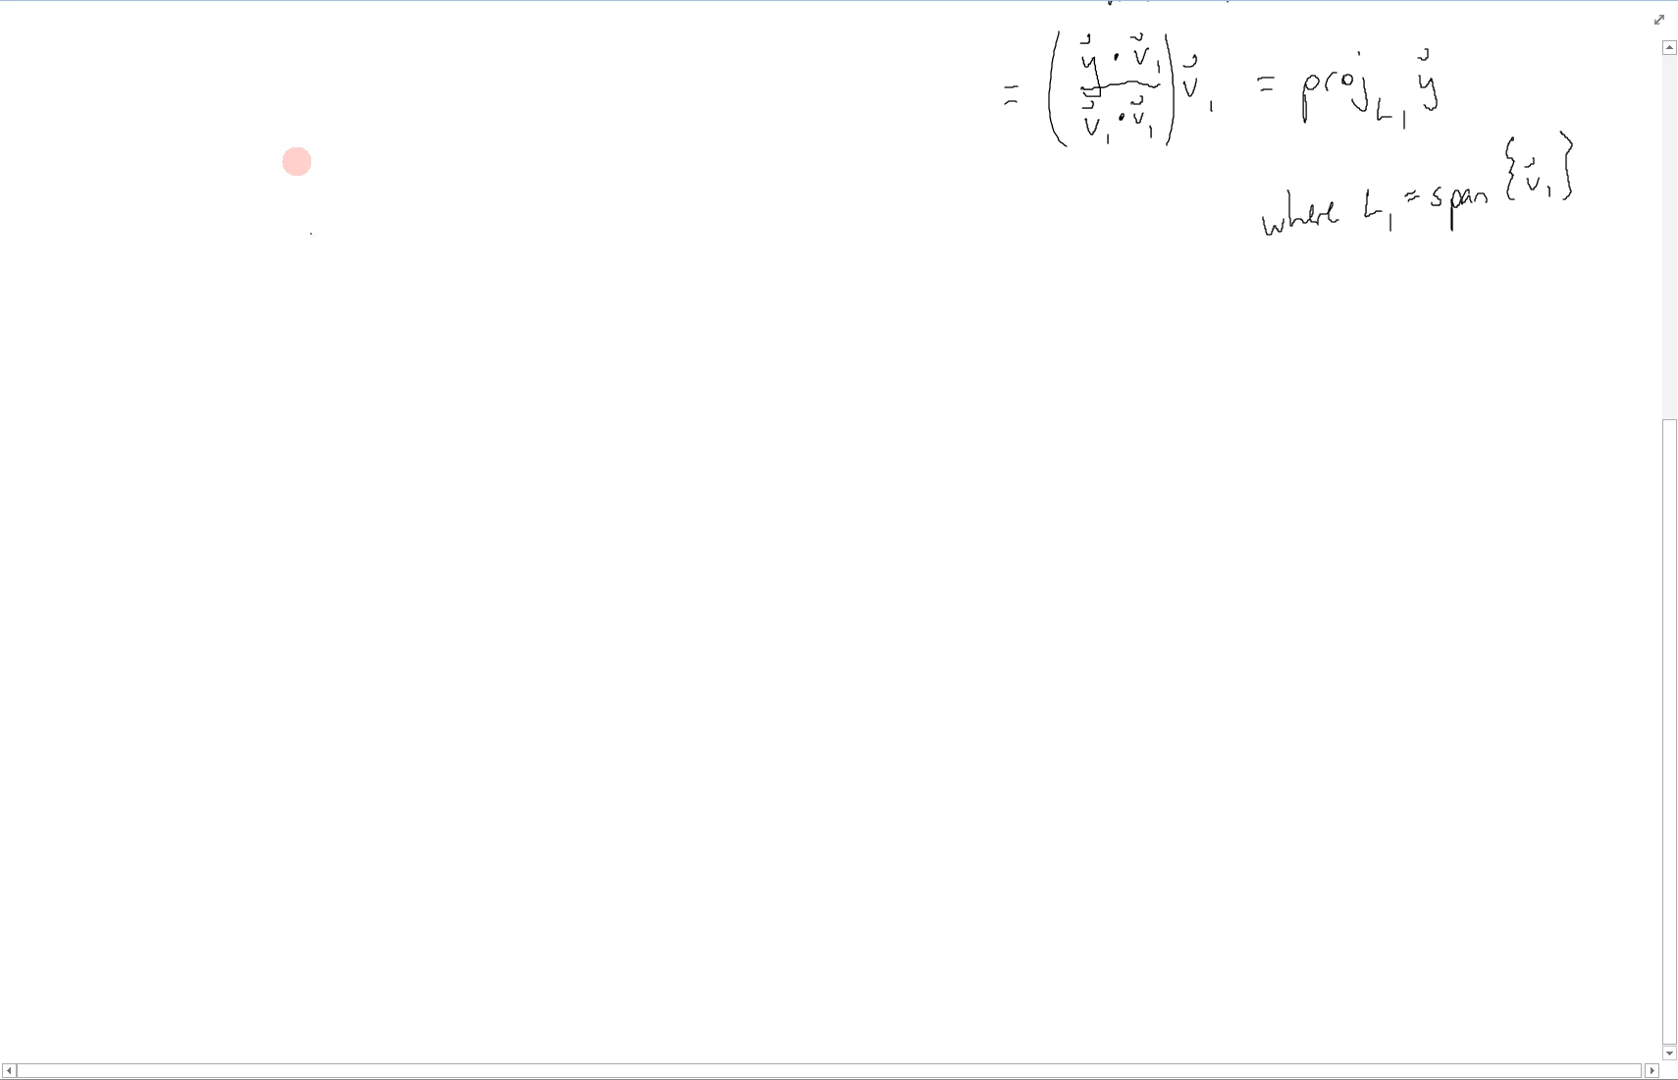 = ( (y⃗ · v⃗₁) / (v⃗₁ · v⃗₁) ) v⃗₁ = proj_L₁ y⃗
where L₁ = span {v⃗₁}